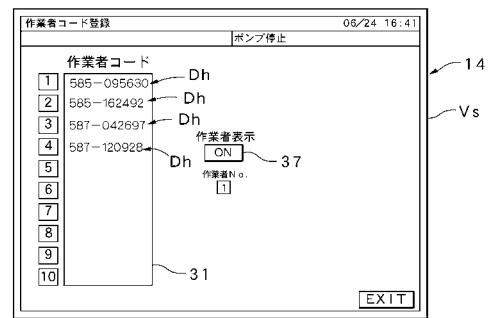 作業者コード登録 06/24 16:41
ポンプ停止
作業者コード
1 585-095630 Dh
2 585-162492 Dh
3 587-042697 Dh
4 587-120928 Dh
5
6
7
8
9
10
作業者表示
ON 37
作業者No.
1
31
EXIT
14
Vs